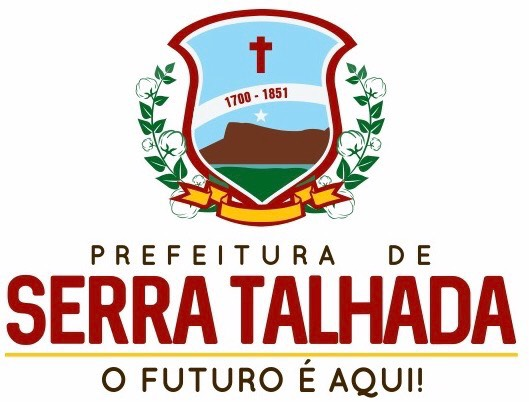 1700 - 1851
PREFEITURA DE
SERRA TALHADA
O FUTURO É AQUI!